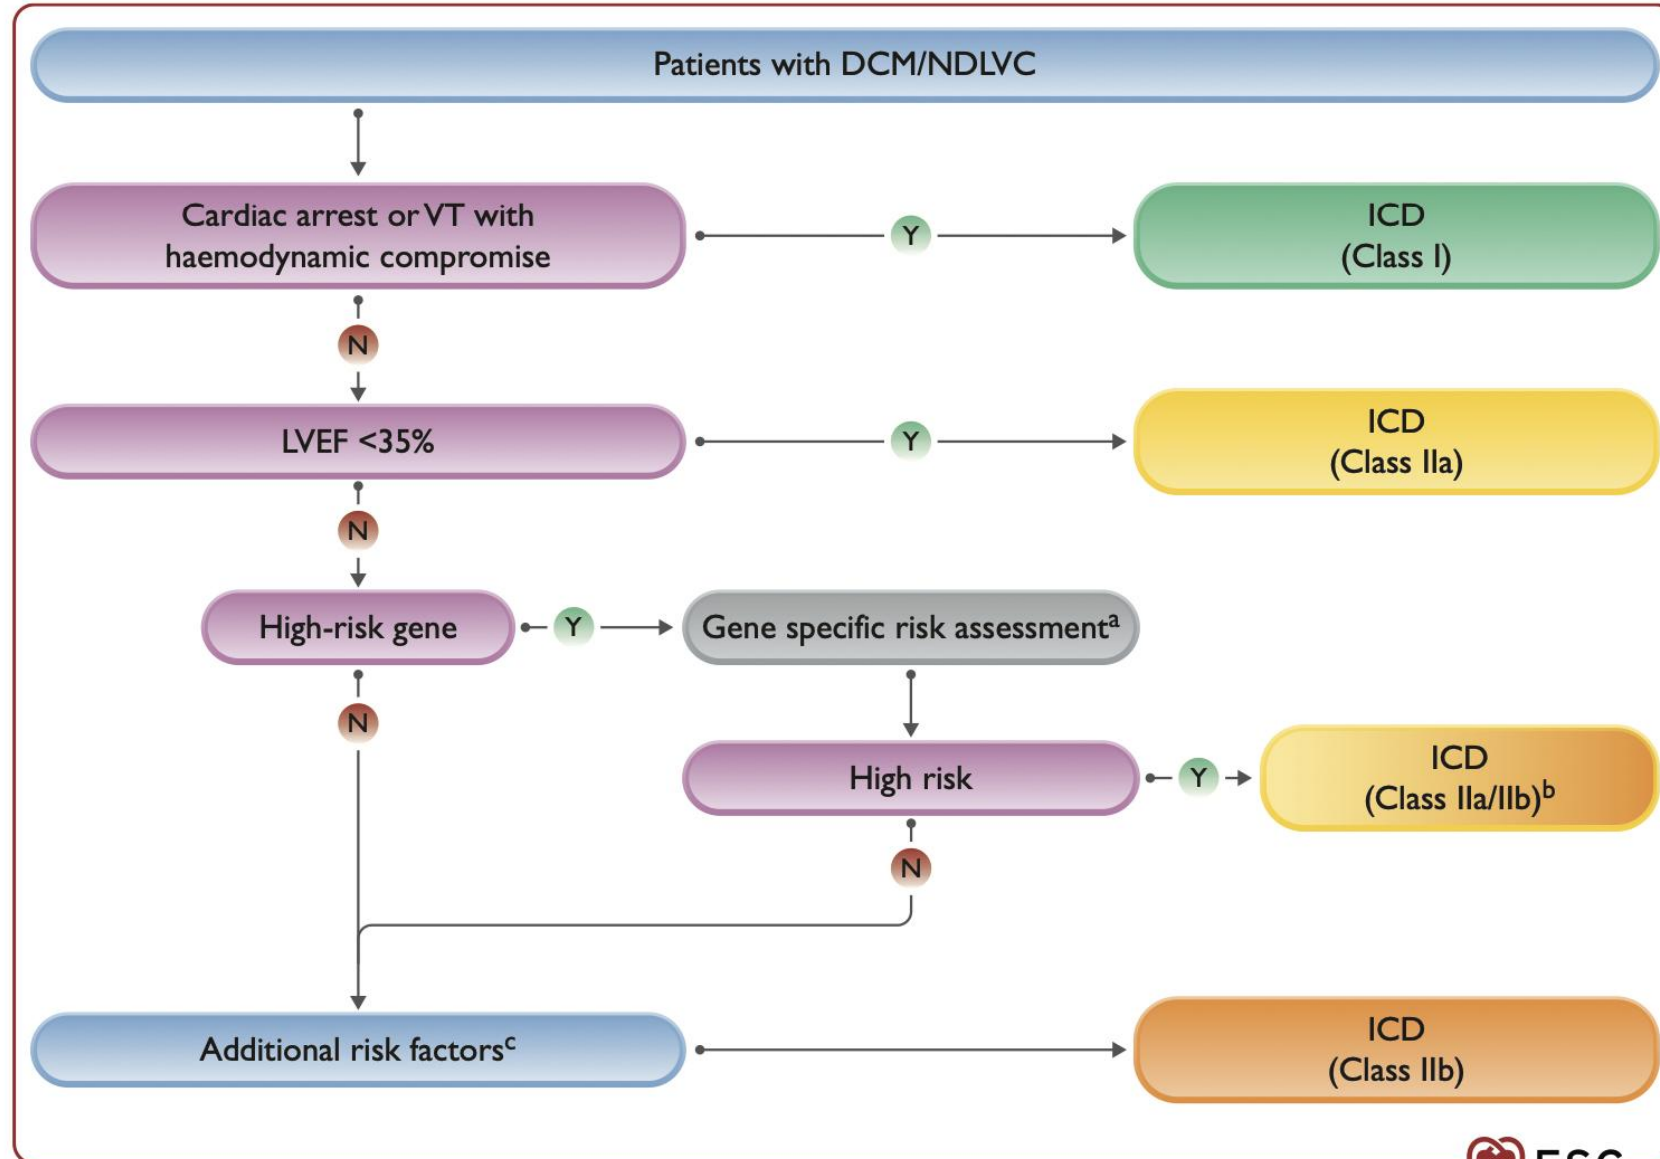 Patients with DCM/NDLVC
Cardiac arrest or VT with
haemodynamic compromise
Y
ICD
(Class I)
N
LVEF <35%
Y
ICD
(Class IIa)
N
High-risk gene
Y
Gene specific risk assessmentᵃ
N
High risk
Y
ICD
(Class IIa/IIb)ᵇ
N
Additional risk factorsᶜ
ICD
(Class IIb)
ESC